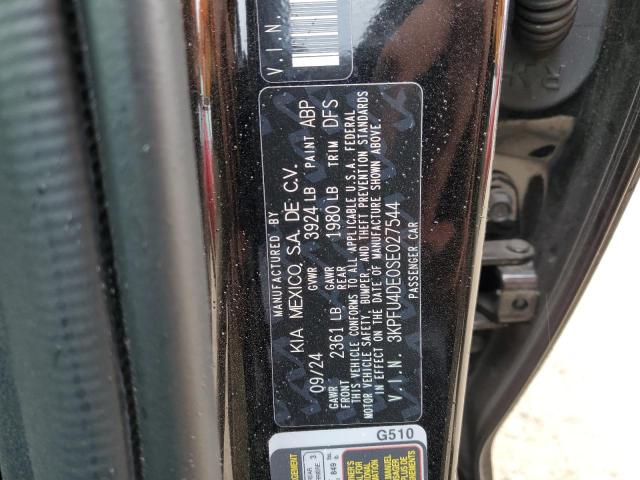 V.I.N.
MANUFACTURED BY
KIA MEXICO, S.A. DE C.V.
09/24 GVWR 3924 LB PAINT ABP
GAWR FRONT 2361 LB GAWR REAR 1980 LB TRIM DFS
THIS VEHICLE CONFORMS TO ALL APPLICABLE U.S.A. FEDERAL
MOTOR VEHICLE SAFETY, BUMPER, AND THEFT PREVENTION STANDARDS
IN EFFECT ON THE DATE OF MANUFACTURE SHOWN ABOVE.
V.I.N. 3KPFU4DE0SE027544
PASSENGER CAR
G510